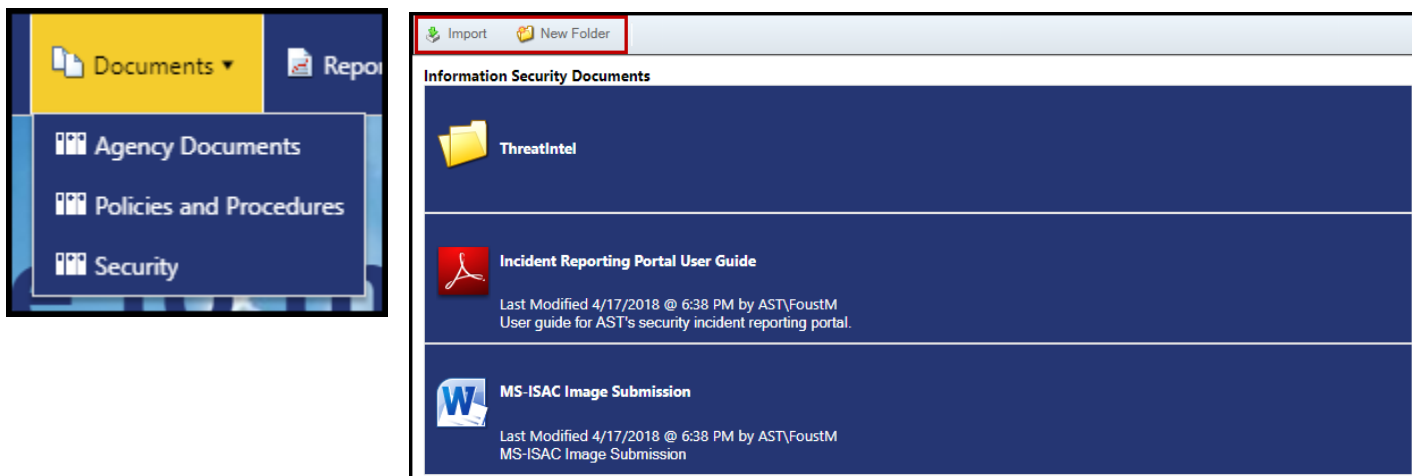 Documents
Repo
Agency Documents
Policies and Procedures
Security
Import New Folder
Information Security Documents
ThreatIntel
Incident Reporting Portal User Guide
Last Modified 4/17/2018 @ 6:38 PM by AST\FoustM
User guide for AST's security incident reporting portal.
MS-ISAC Image Submission
Last Modified 4/17/2018 @ 6:38 PM by AST\FoustM
MS-ISAC Image Submission